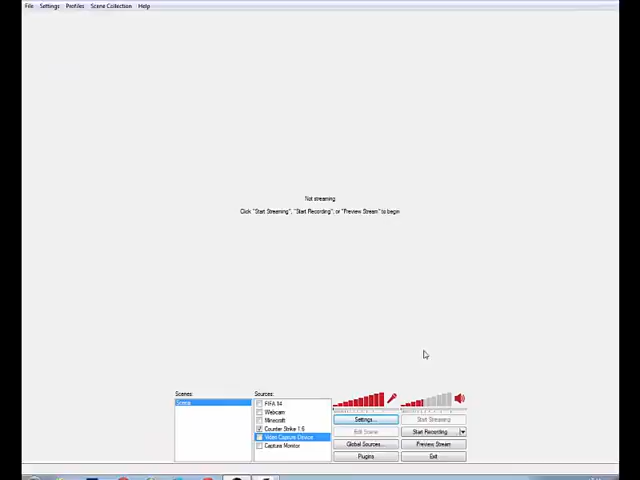 File Settings Profiles Scene Collection Help
Not streaming
Click "Start Streaming", "Start Recording", or "Preview Stream" to begin
Scenes: Sources:
Scene
FIFA 14
Webcam
Minecraft
Counter Strike 1.6
Video Capture Device
Capture Monitor
Settings... Start Streaming
Edit Scene Start Recording
Global Sources... Preview Stream
Plugins Exit